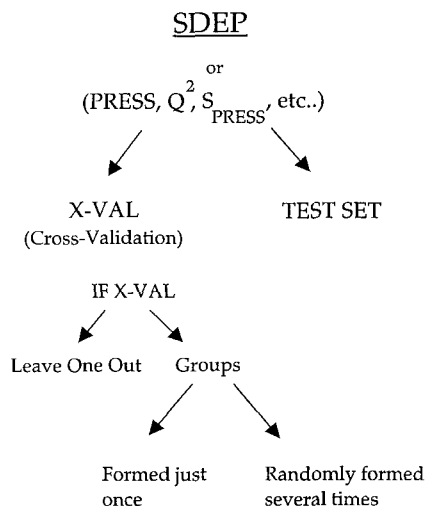 SDEP
or
(PRESS, Q², S_PRESS, etc..)
X-VAL TEST SET
(Cross-Validation)
IF X-VAL
Leave One Out Groups
Formed just Randomly formed
once several times